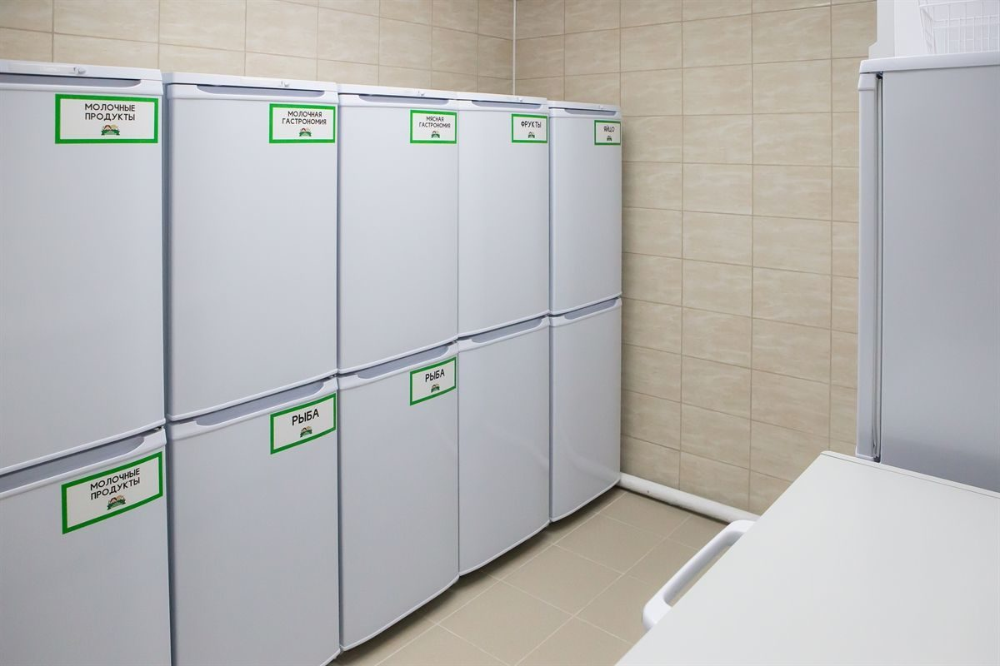 МОЛОЧНЫЕ
ПРОДУКТЫ
МОЛОЧНАЯ
ГАСТРОНОМИЯ
МЯСНАЯ
ГАСТРОНОМИЯ
ФРУКТЫ
ЯЙЦО
МОЛОЧНЫЕ
ПРОДУКТЫ
РЫБА
РЫБА